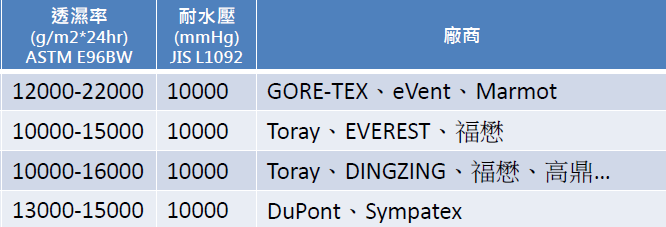 透濕率 耐水壓 廠商
(g/m2*24hr) (mmHg)
ASTM E96BW JIS L1092
12000-22000 10000 GORE-TEX、eVent、Marmot
10000-15000 10000 Toray、EVEREST、福懋
10000-16000 10000 Toray、DINGZING、福懋、高鼎…
13000-15000 10000 DuPont、Sympatex